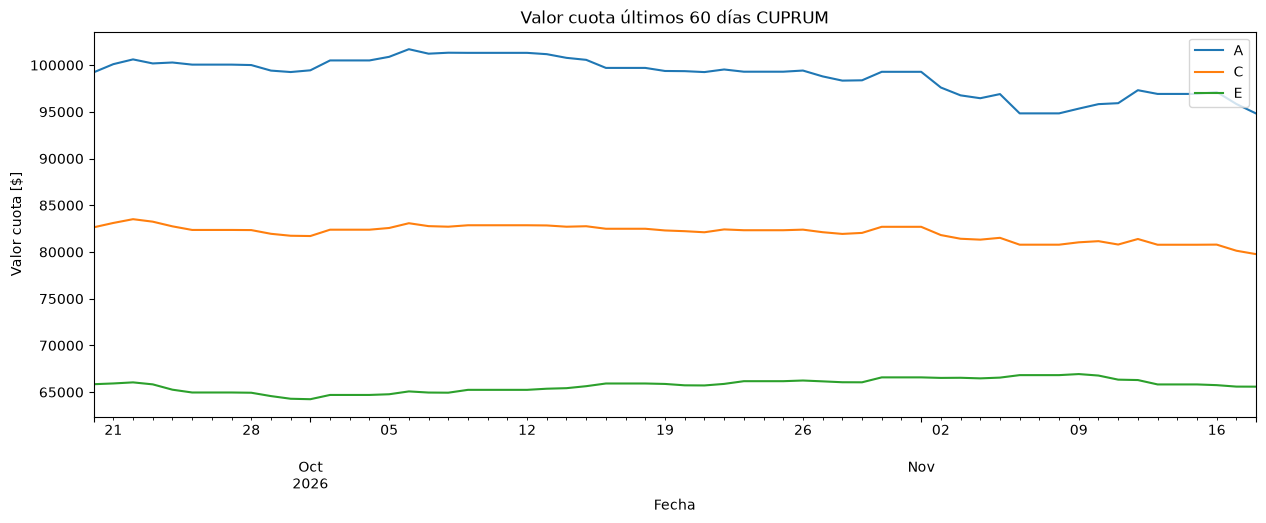 Valor cuota últimos 60 días CUPRUM
A
C
E
Valor cuota [$]
100000
95000
90000
85000
80000
75000
70000
65000
21 28 05 12 19 26 02 09 16
Oct Nov
2026
Fecha